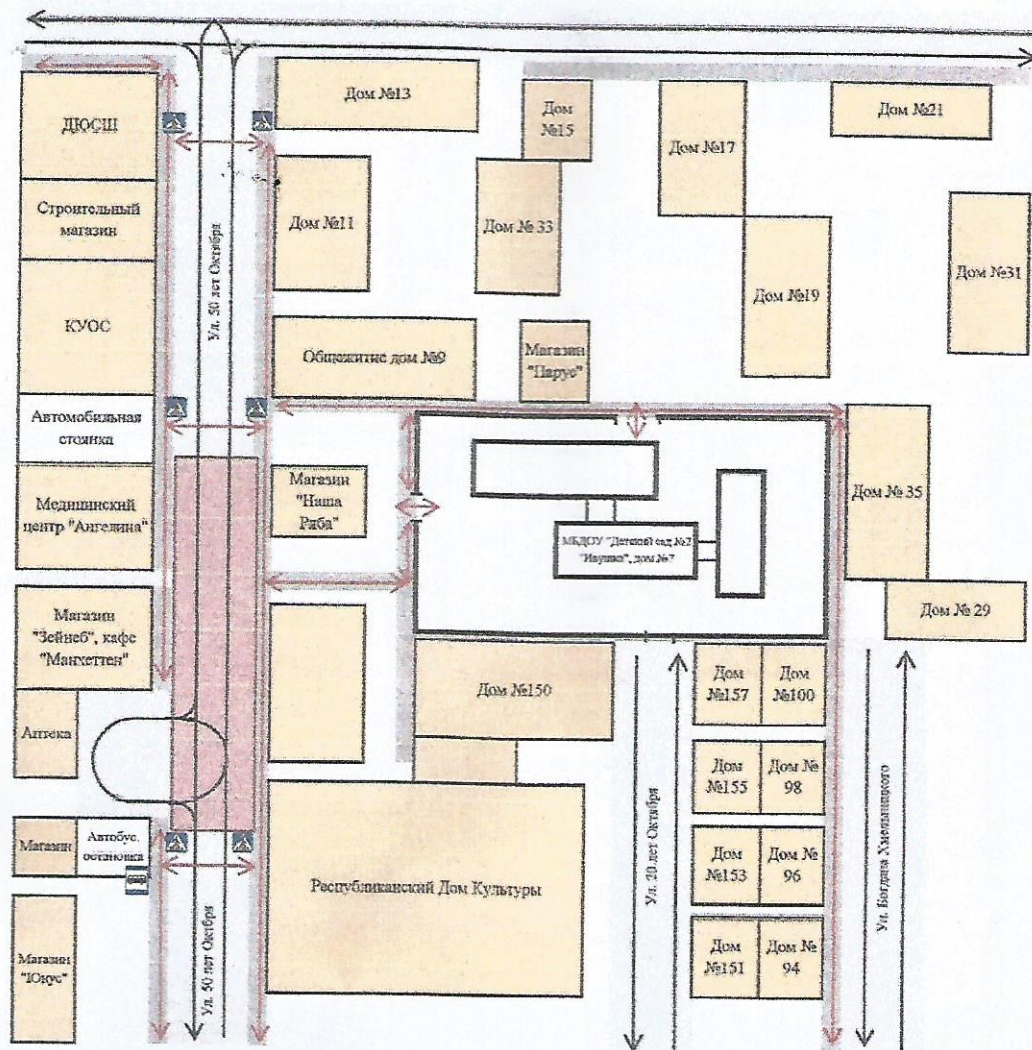 ДЮСШ
Строительный
магазин
КУОС
Автомобильная
стоянка
Медицинский
центр "Ангелина"
Магазин
"Зейнеб", кафе
"Манхеттен"
Аптека
Магазин
Автобус.
остановка
Магазин
"Юкус"
Ул. 50 лет Октября
Ул. 50 лет Октября
Дом №13
Дом №11
Общежитие дом №9
Магазин
"Наша
Ряба"
Дом
№15
Дом № 33
Магазин
"Парус"
Дом №17
Дом №19
Дом №21
Дом №31
МБДОУ "Детский сад №2
"Ивушка", дом №7
Дом № 35
Дом № 29
Дом №150
Республиканский Дом Культуры
Ул. 20 лет Октября
Дом
№157
Дом
№100
Дом
№155
Дом №
98
Дом
№153
Дом №
96
Дом
№151
Дом №
94
Ул. Богдана Хмельницкого